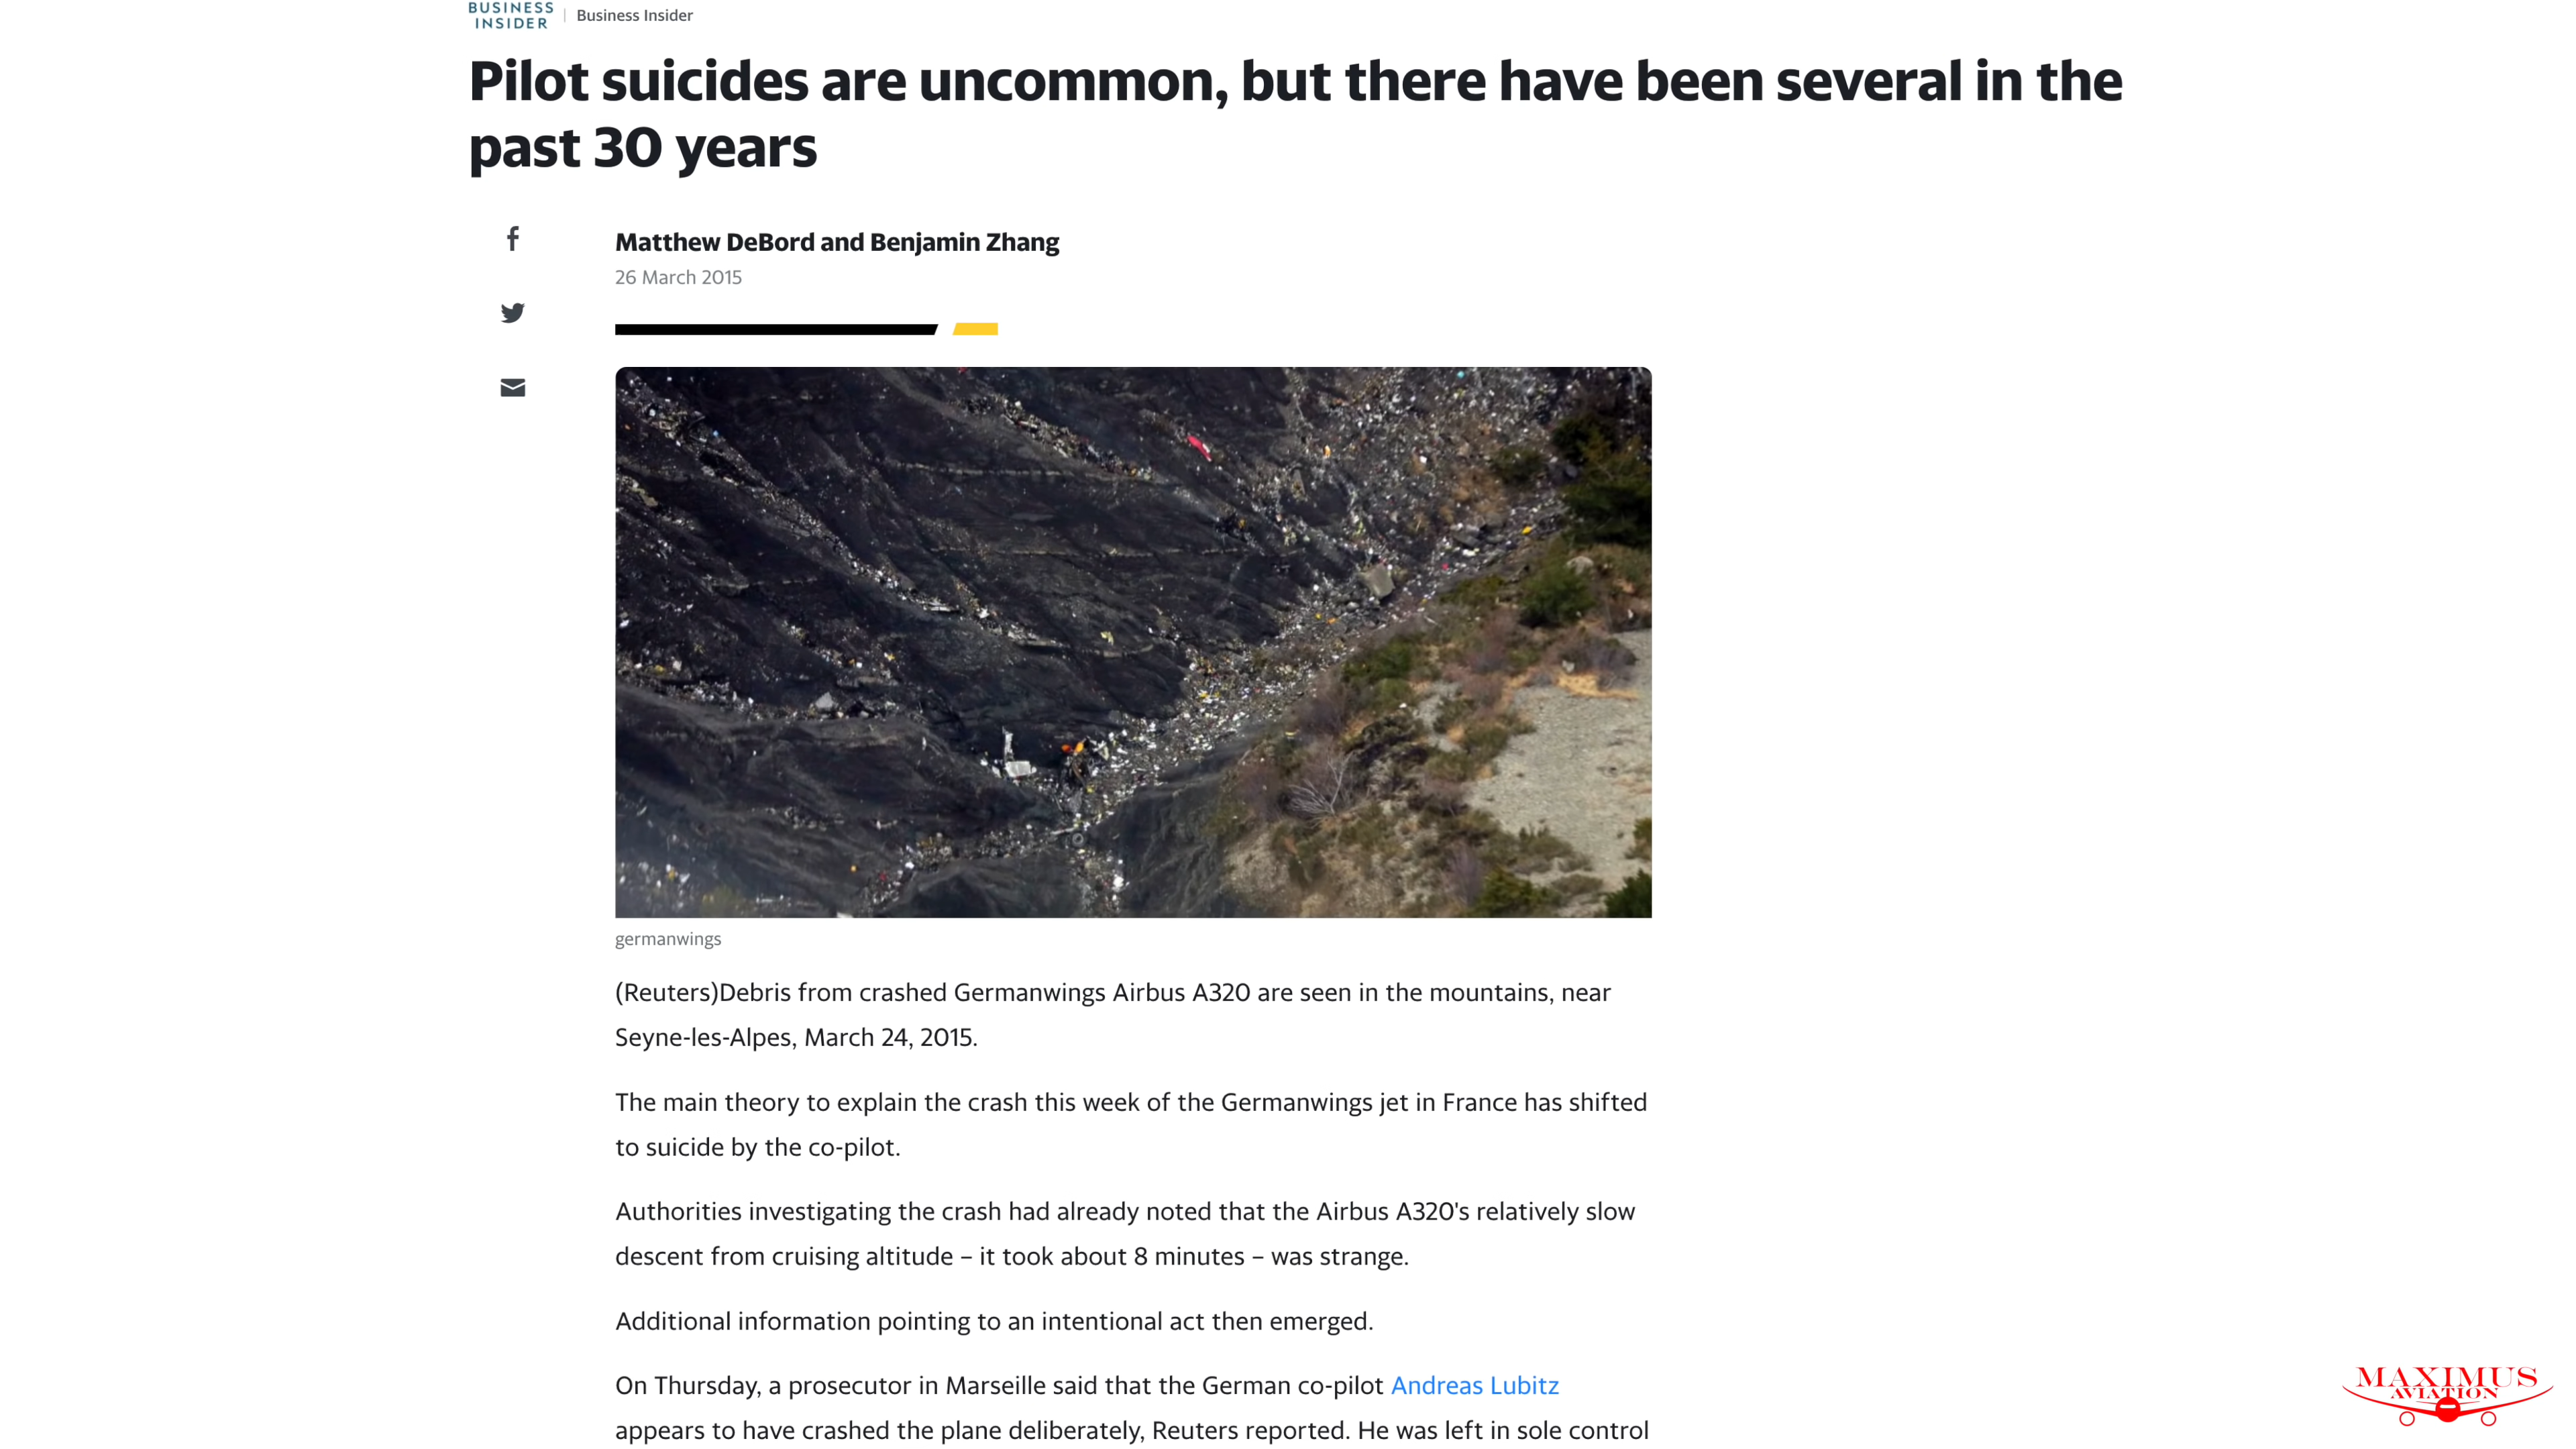 BUSINESS
INSIDER
Business Insider
Pilot suicides are uncommon, but there have been several in the
past 30 years
Matthew DeBord and Benjamin Zhang
26 March 2015
germanwings
(Reuters)Debris from crashed Germanwings Airbus A320 are seen in the mountains, near
Seyne-les-Alpes, March 24, 2015.
The main theory to explain the crash this week of the Germanwings jet in France has shifted
to suicide by the co-pilot.
Authorities investigating the crash had already noted that the Airbus A320's relatively slow
descent from cruising altitude – it took about 8 minutes – was strange.
Additional information pointing to an intentional act then emerged.
On Thursday, a prosecutor in Marseille said that the German co-pilot Andreas Lubitz
appears to have crashed the plane deliberately, Reuters reported. He was left in sole control
MAXIMUS
AVIATION